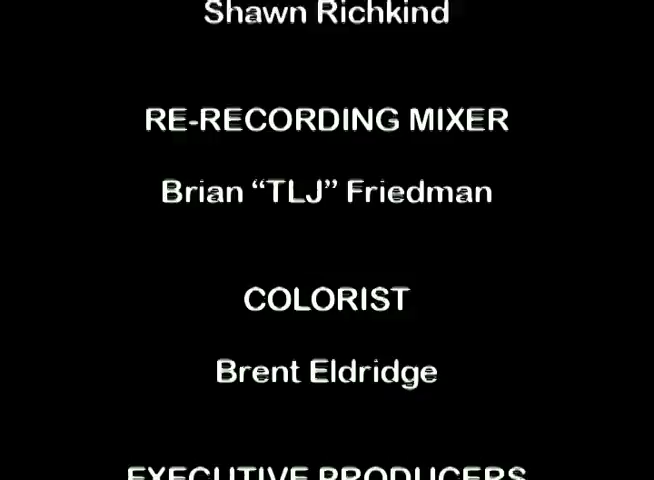 Shawn Richkind
RE-RECORDING MIXER
Brian “TLJ” Friedman
COLORIST
Brent Eldridge
EXECUTIVE PRODUCERS